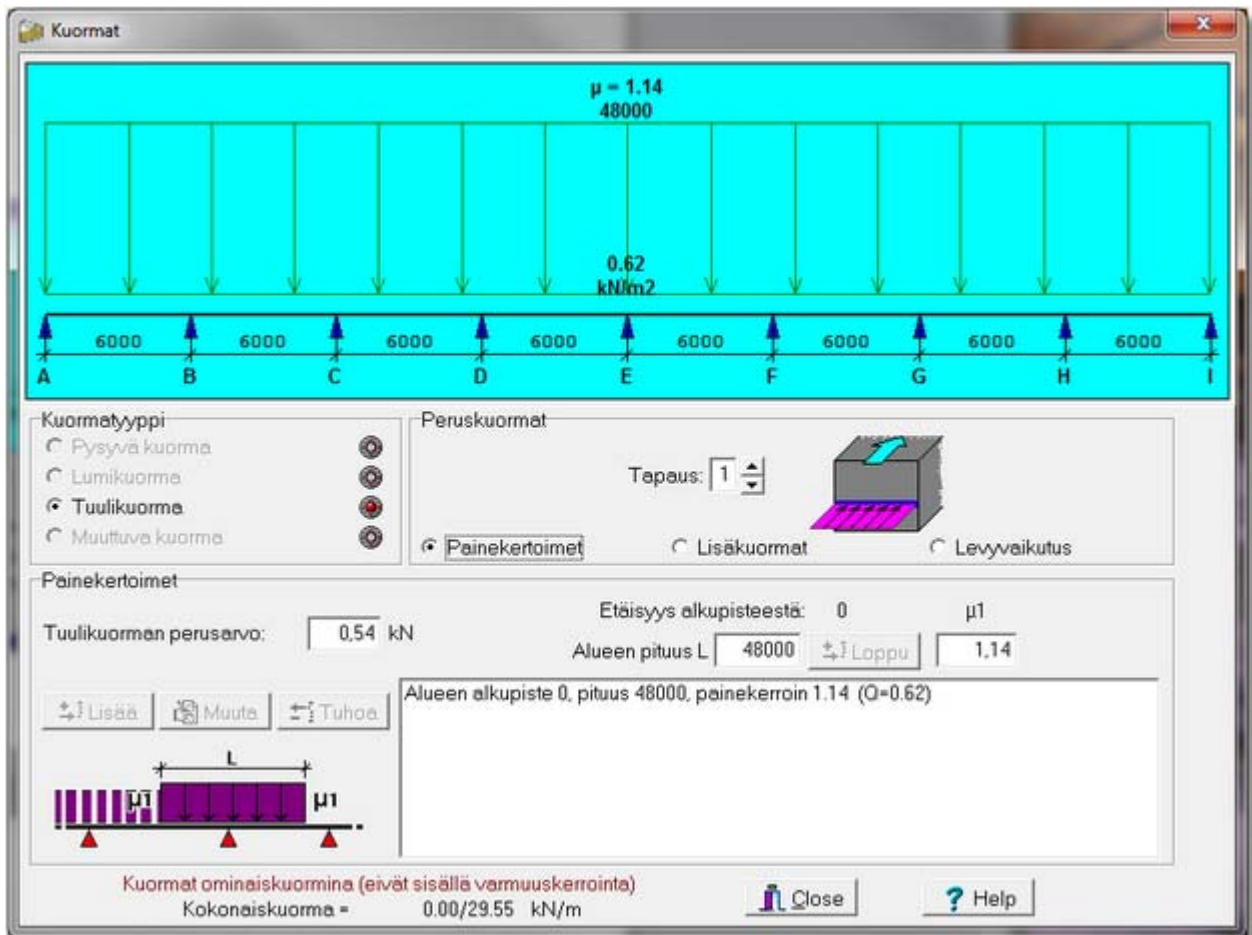 Kuormat
µ = 1.14
48000
0.62
kN/m2
6000 6000 6000 6000 6000 6000 6000 6000
A B C D E F G H I
Kuormatyyppi
Pysyvä kuorma
Lumikuorma
Tuulikuorma
Muuttuva kuorma
Peruskuormat
Tapaus: 1
Painekertoimet Lisäkuormat Levyvaikutus
Painekertoimet
Tuulikuorman perusarvo: 0,54 kN
Etäisyys alkupisteestä: 0 µ1
Alueen pituus L 48000 Loppu 1,14
Lisää Muuta Tuhoa
Alueen alkupiste 0, pituus 48000, painekerroin 1.14 (Q=0.62)
L
µ1 µ1
Kuormat ominaiskuormina (eivät sisällä varmuuskerrointa)
Kokonaiskuorma = 0.00/29.55 kN/m
Close
? Help